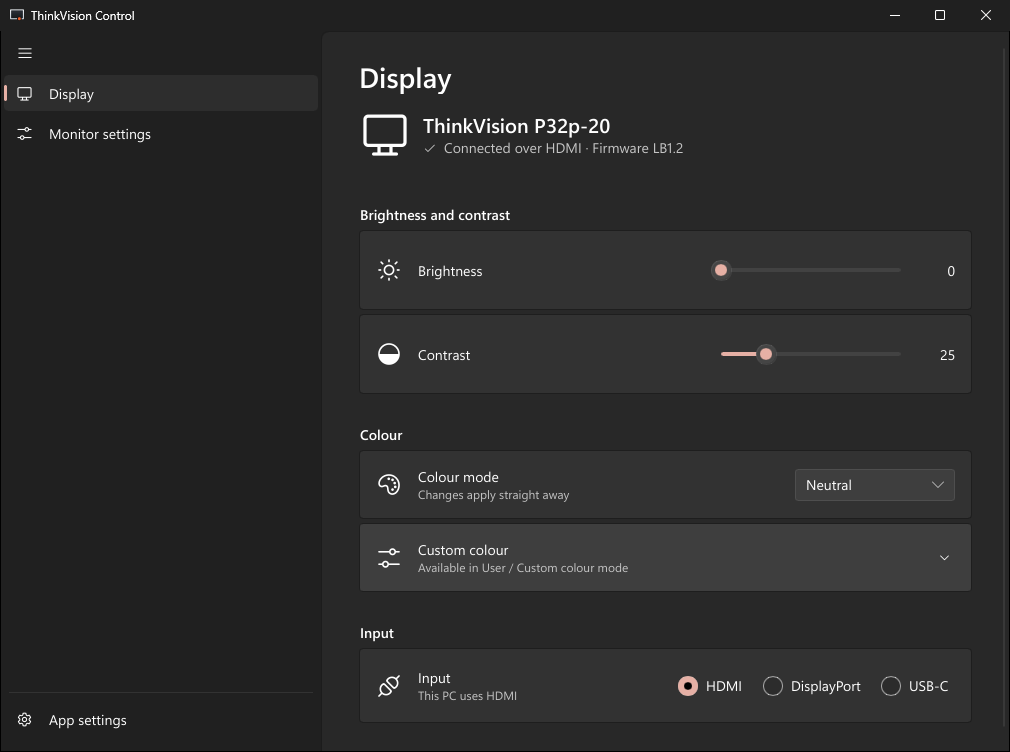 ThinkVision Control
Display
Monitor settings
App settings
Display
ThinkVision P32p-20
Connected over HDMI · Firmware LB1.2
Brightness and contrast
Brightness
0
Contrast
25
Colour
Colour mode
Changes apply straight away
Neutral
Custom colour
Available in User / Custom colour mode
Input
Input
This PC uses HDMI
HDMI
DisplayPort
USB-C